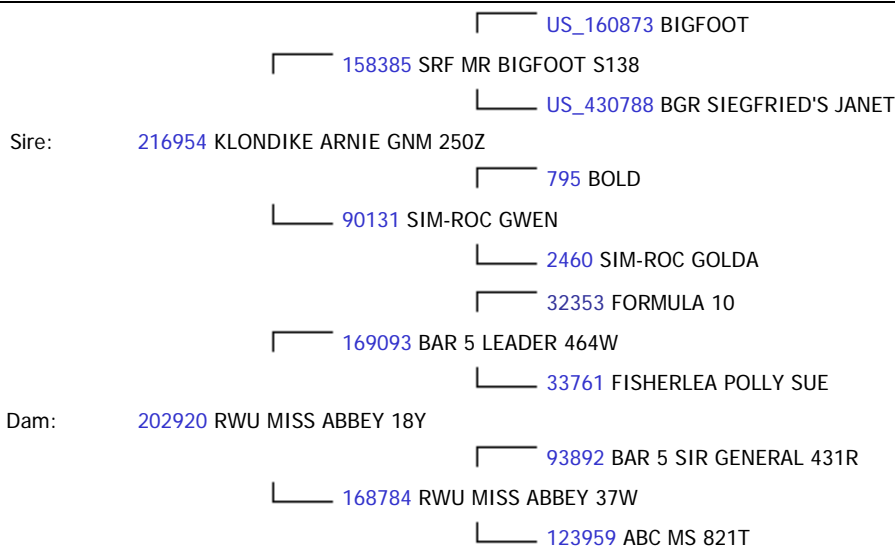 US_160873 BIGFOOT
158385 SRF MR BIGFOOT S138
US_430788 BGR SIEGFRIED'S JANET
Sire: 216954 KLONDIKE ARNIE GNM 250Z
795 BOLD
90131 SIM-ROC GWEN
2460 SIM-ROC GOLDA
32353 FORMULA 10
169093 BAR 5 LEADER 464W
33761 FISHERLEA POLLY SUE
Dam: 202920 RWU MISS ABBEY 18Y
93892 BAR 5 SIR GENERAL 431R
168784 RWU MISS ABBEY 37W
123959 ABC MS 821T